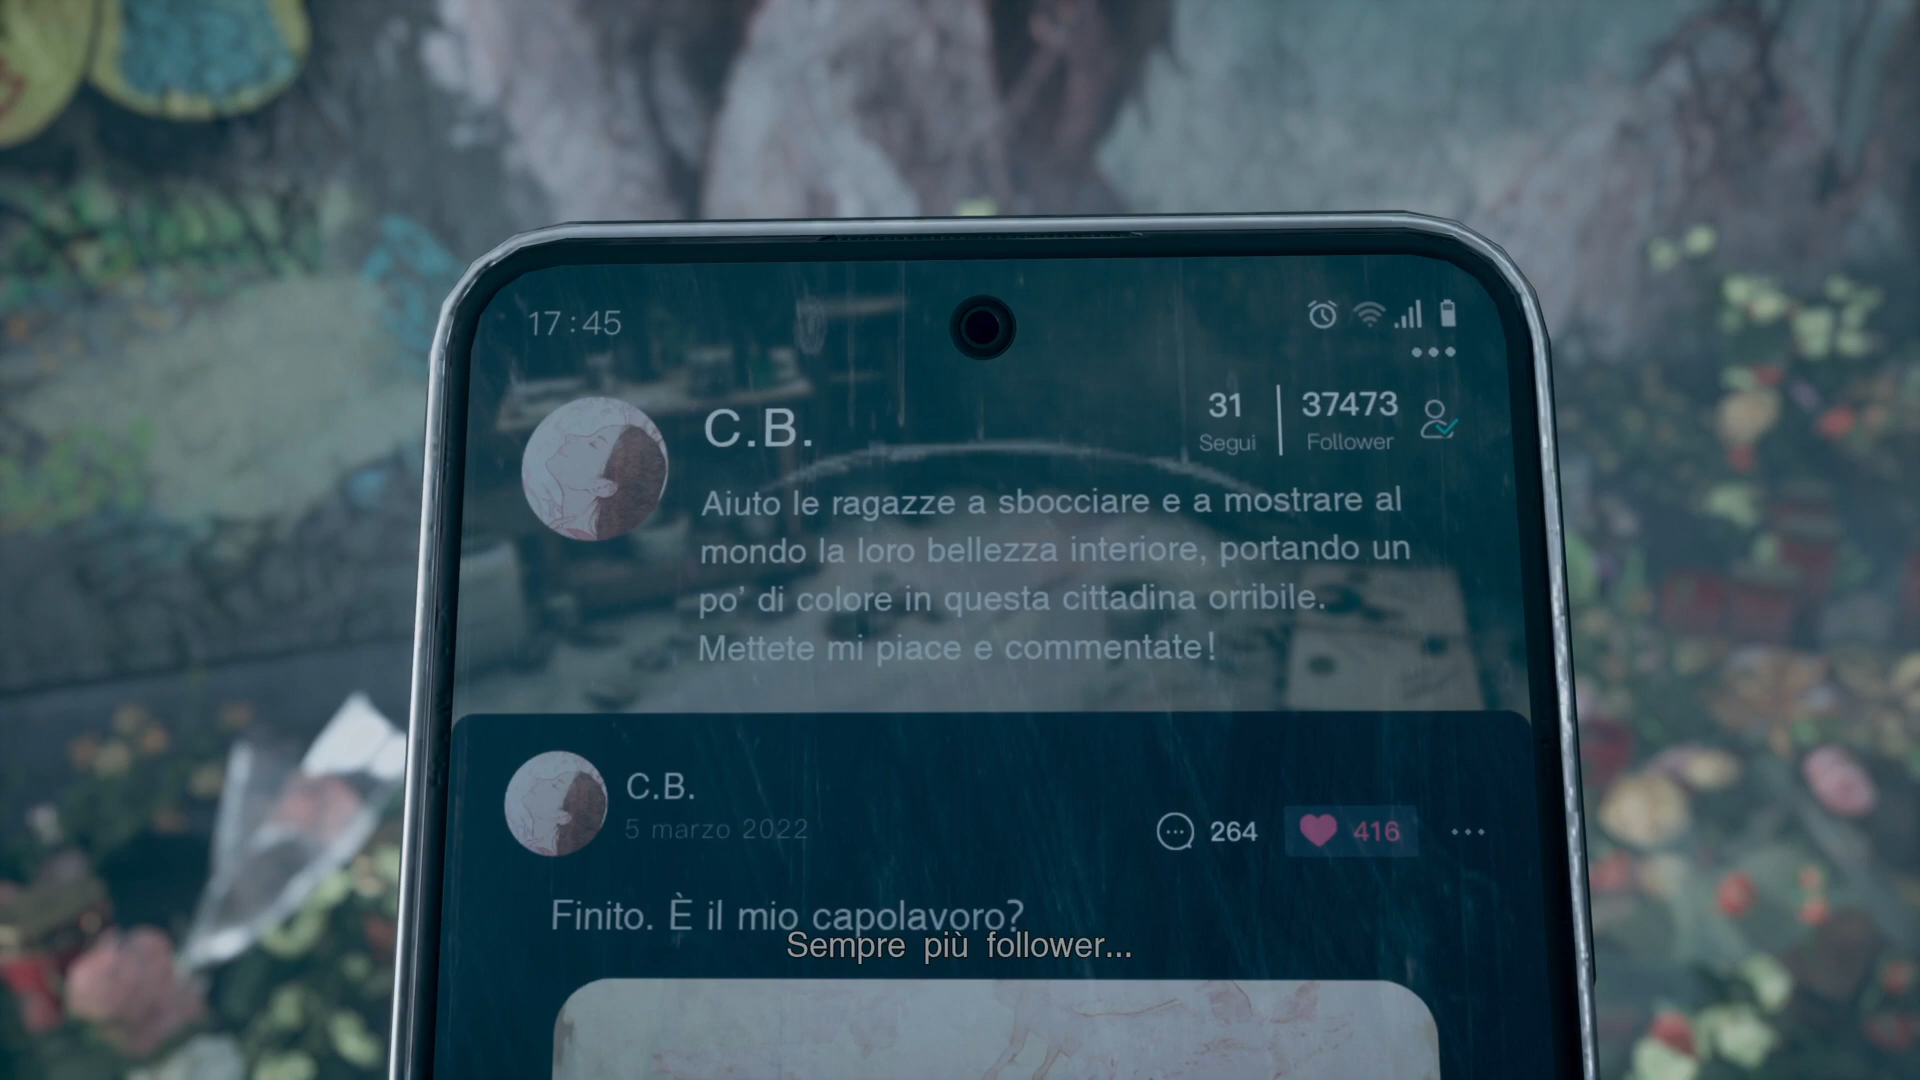 17:45
C.B.
31
Segui
37473
Follower
Aiuto le ragazze a sbocciare e a mostrare al
mondo la loro bellezza interiore, portando un
po' di colore in questa cittadina orribile.
Mettete mi piace e commentate!
C.B.
5 marzo 2022
264
416
Finito. È il mio capolavoro?
Sempre più follower...